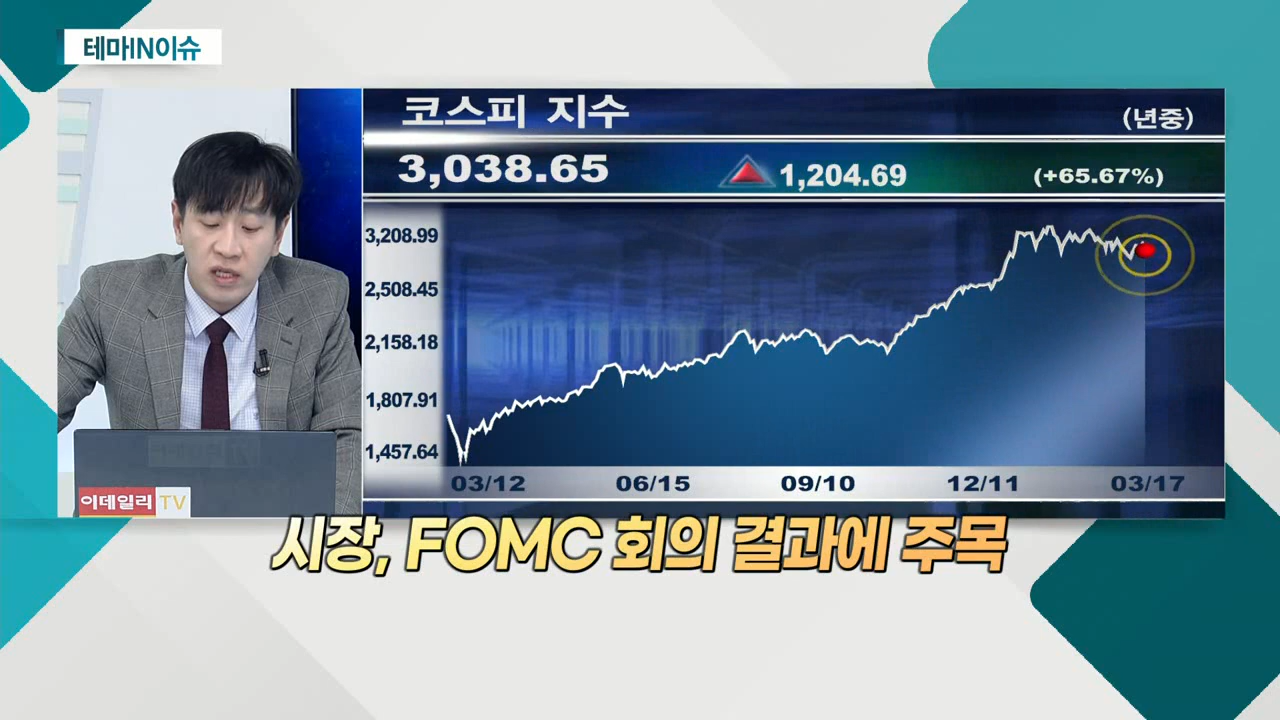 테마IN이슈
코스피 지수
(년중)
3,038.65 ▲ 1,204.69 (+65.67%)
3,208.99
2,508.45
2,158.18
1,807.91
1,457.64
03/12 06/15 09/10 12/11 03/17
이데일리 TV
시장, FOMC 회의 결과에 주목